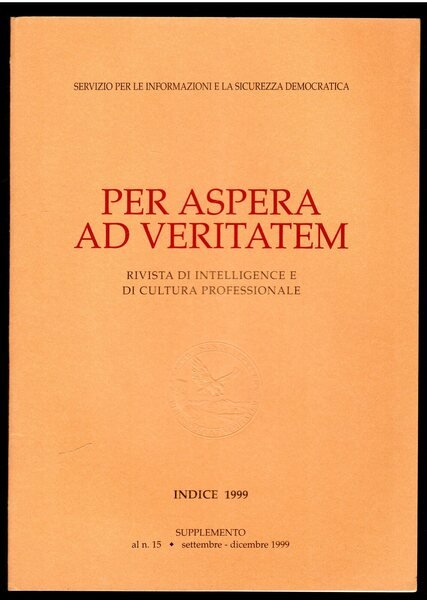 SERVIZIO PER LE INFORMAZIONI E LA SICUREZZA DEMOCRATICA
PER ASPERA
AD VERITATEM
RIVISTA DI INTELLIGENCE E
DI CULTURA PROFESSIONALE
INDICE 1999
SUPPLEMENTO
al n. 15 ◆ settembre - dicembre 1999